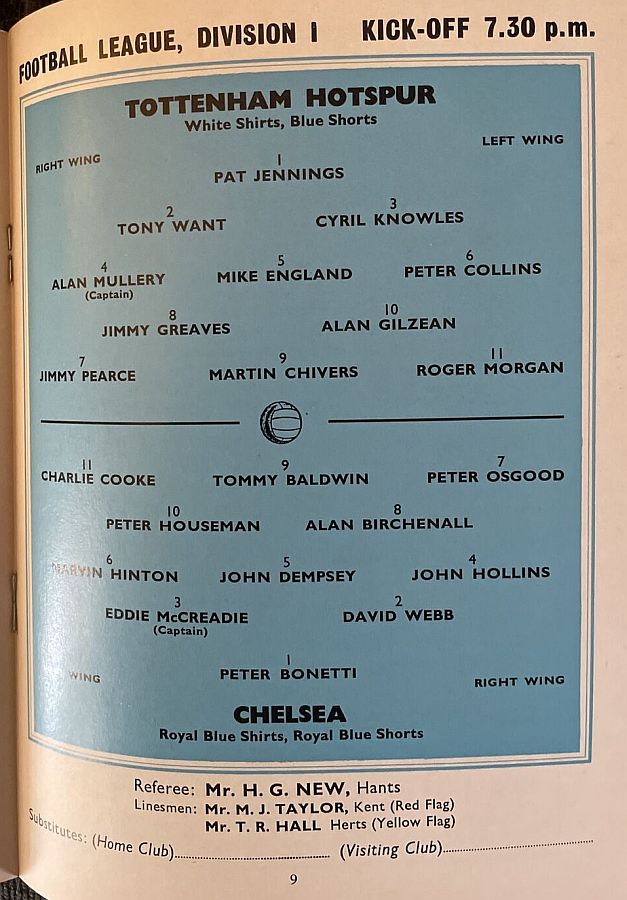 FOOTBALL LEAGUE, DIVISION I KICK-OFF 7.30 p.m.
TOTTENHAM HOTSPUR
White Shirts, Blue Shorts
RIGHT WING
LEFT WING
1
PAT JENNINGS
2 3
TONY WANT CYRIL KNOWLES
4 5 6
ALAN MULLERY MIKE ENGLAND PETER COLLINS
(Captain)
8 10
JIMMY GREAVES ALAN GILZEAN
7 9 11
JIMMY PEARCE MARTIN CHIVERS ROGER MORGAN
11 9 7
CHARLIE COOKE TOMMY BALDWIN PETER OSGOOD
10 8
PETER HOUSEMAN ALAN BIRCHENALL
6 5 4
MARVIN HINTON JOHN DEMPSEY JOHN HOLLINS
3 2
EDDIE McCREADIE DAVID WEBB
(Captain)
1
PETER BONETTI
WING RIGHT WING
CHELSEA
Royal Blue Shirts, Royal Blue Shorts
Referee: Mr. H. G. NEW, Hants
Linesmen: Mr. M. J. TAYLOR, Kent (Red Flag)
Mr. T. R. HALL Herts (Yellow Flag)
Substitutes: (Home Club).................... (Visiting Club)....................
9